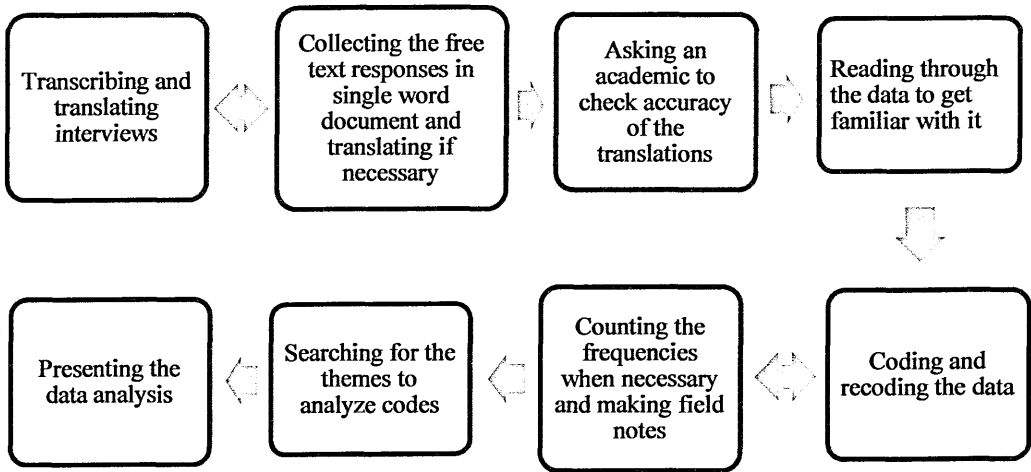 Transcribing and
translating
interviews
Collecting the free
text responses in
single word
document and
translating if
necessary
Asking an
academic to
check accuracy
of the
translations
Reading through
the data to get
familiar with it
Coding and
recoding the data
Counting the
frequencies
when necessary
and making field
notes
Searching for the
themes to
analyze codes
Presenting the
data analysis